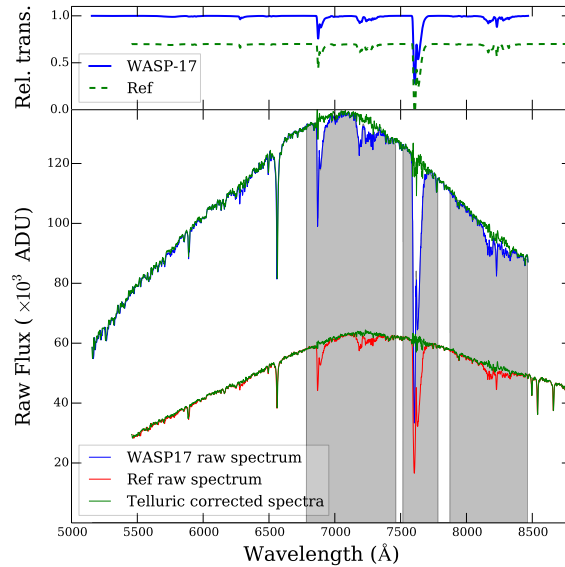 Rel. trans.
1.0
0.5
0.0
WASP-17
Ref
Raw Flux ( ×10³ ADU)
120
100
80
60
40
20
WASP17 raw spectrum
Ref raw spectrum
Telluric corrected spectra
5000 5500 6000 6500 7000 7500 8000 8500
Wavelength (Å)